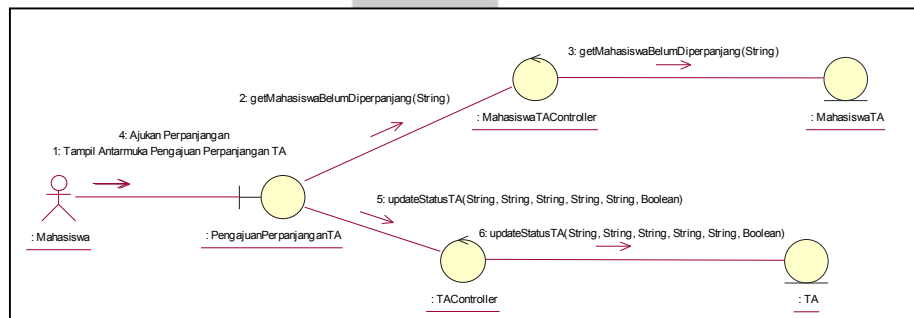 3: getMahasiswaBelumDiperpanjang(String)
2: getMahasiswaBelumDiperpanjang(String)
: MahasiswaTAController
: MahasiswaTA
4: Ajukan Perpanjangan
1: Tampil Antarmuka Pengajuan Perpanjangan TA
5: updateStatusTA(String, String, String, String, String, Boolean)
: Mahasiswa
: PengajuanPerpanjanganTA
6: updateStatusTA(String, String, String, String, String, Boolean)
: TAController
: TA